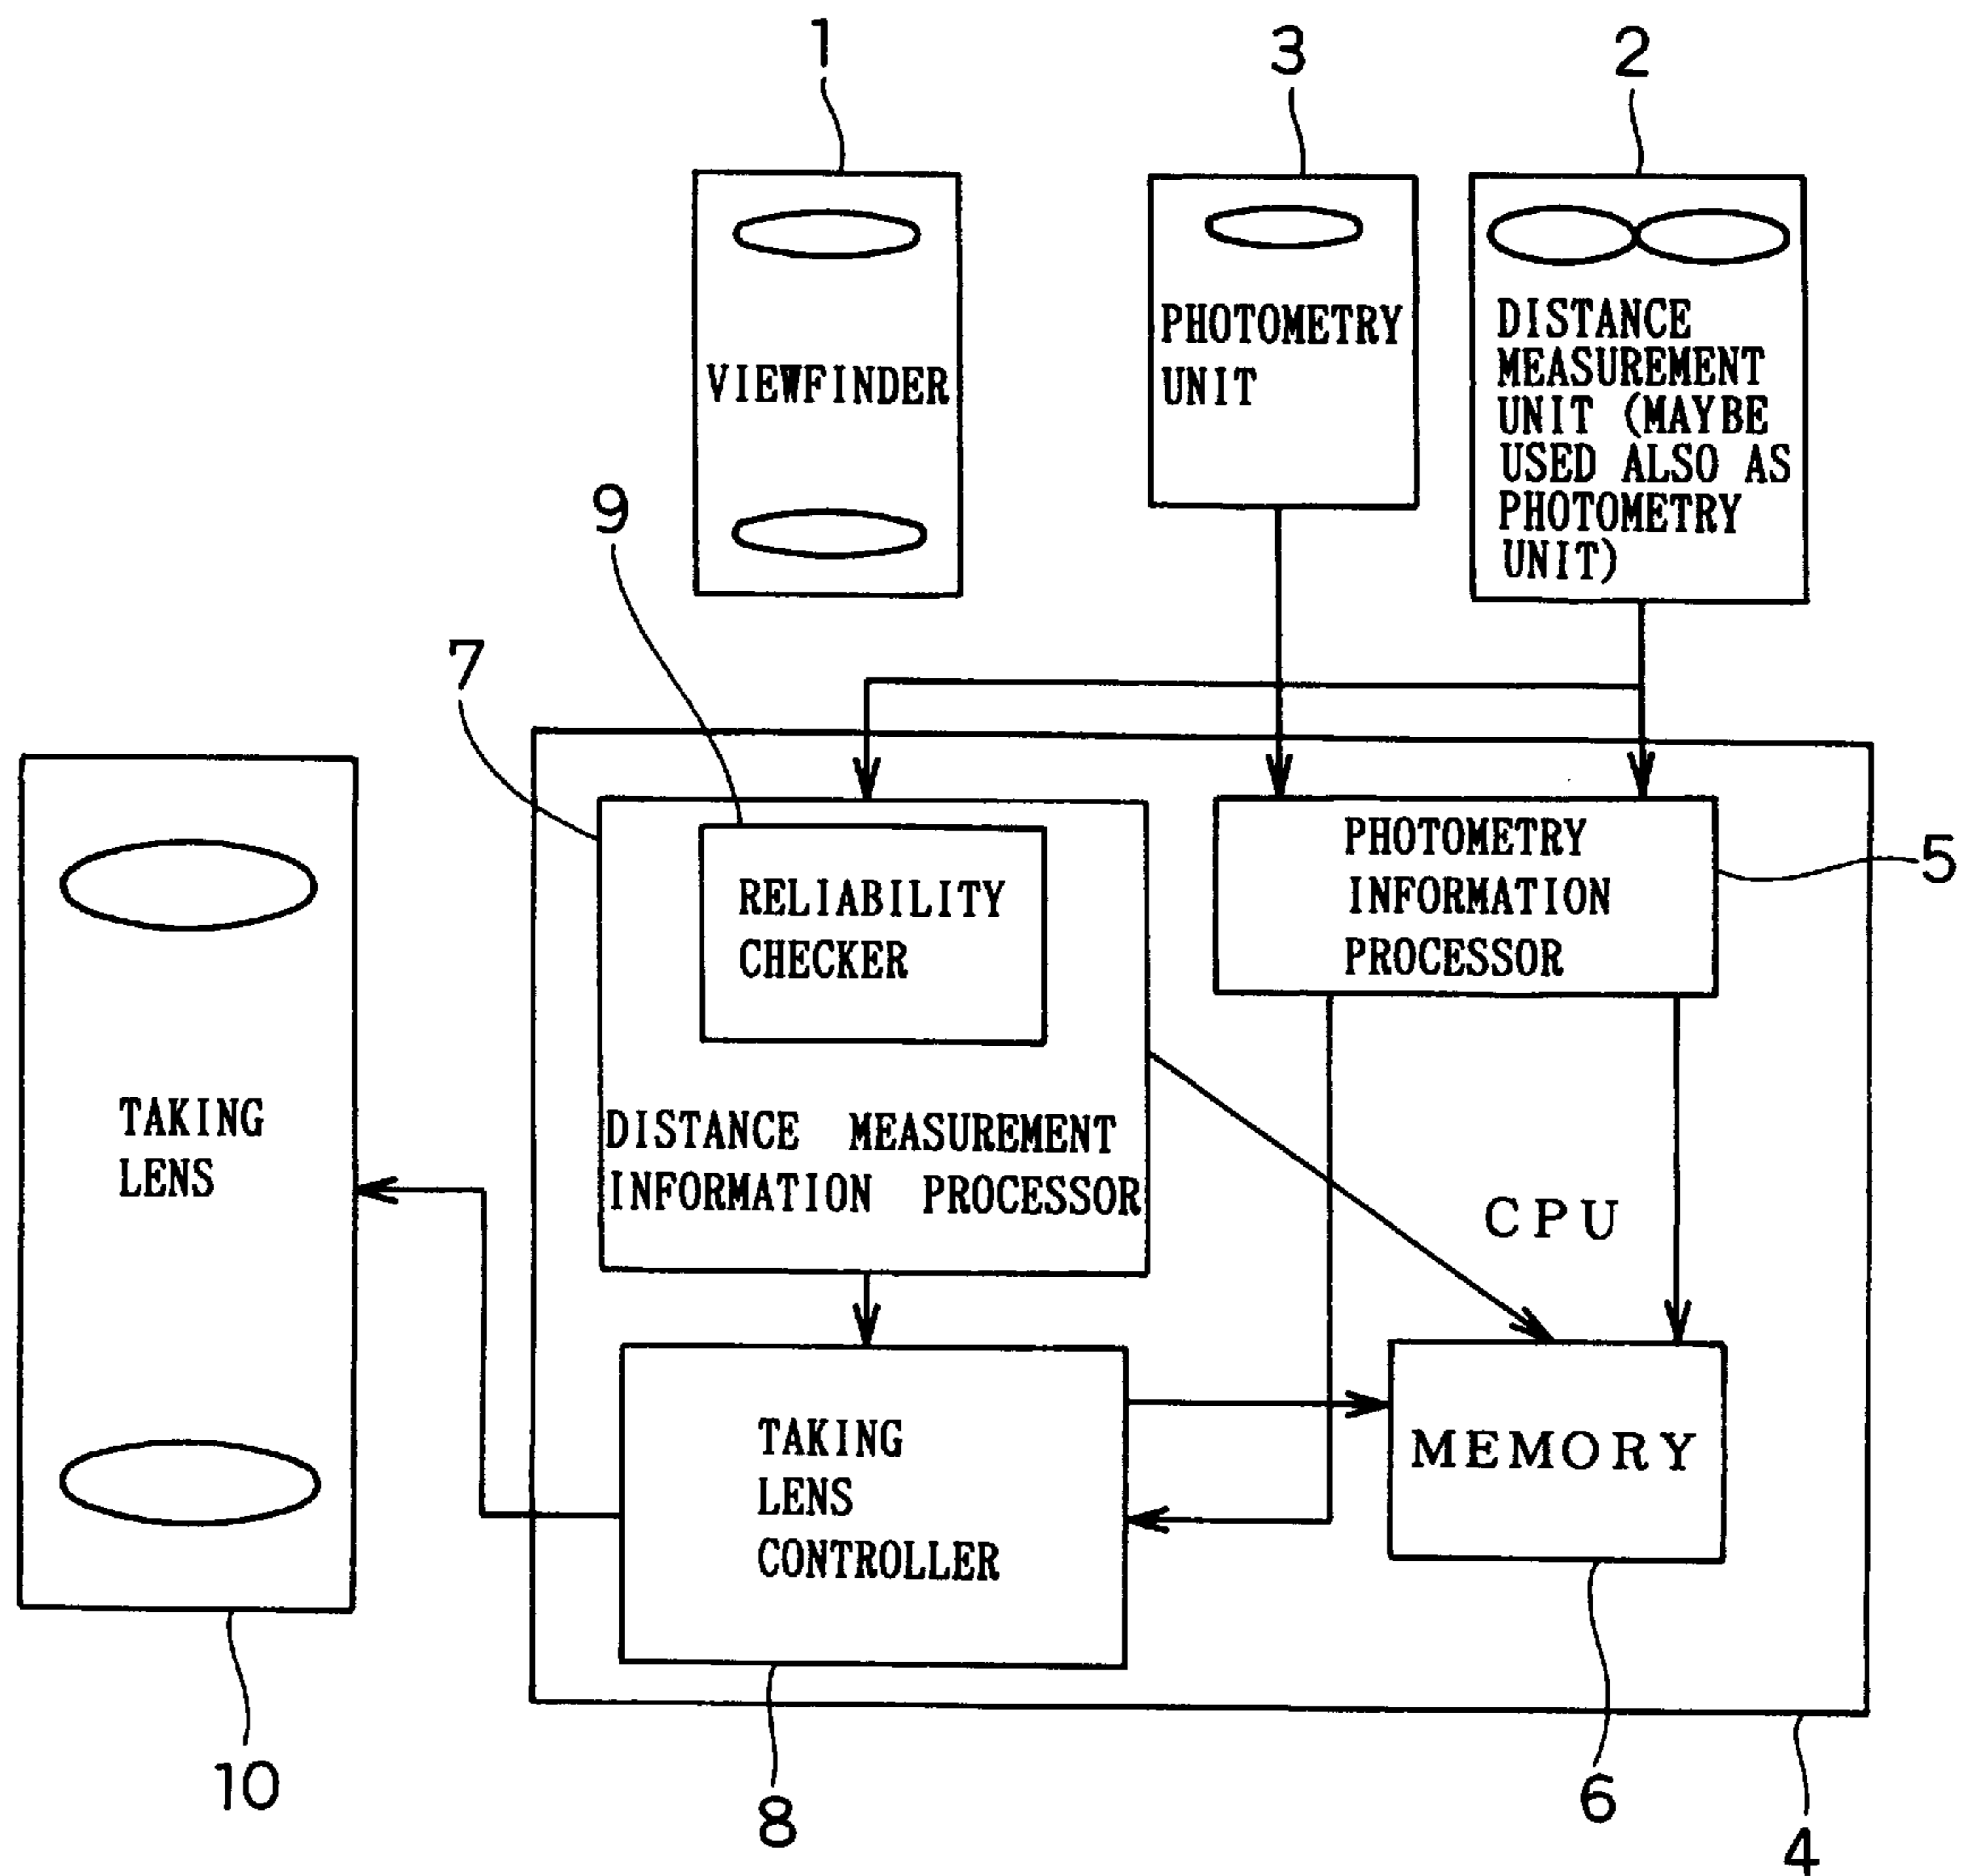 1
3
2
VIEWFINDER
PHOTOMETRY
UNIT
DISTANCE
MEASUREMENT
UNIT (MAYBE
USED ALSO AS
PHOTOMETRY
UNIT)
9
7
RELIABILITY
CHECKER
DISTANCE MEASUREMENT
INFORMATION PROCESSOR
PHOTOMETRY
INFORMATION
PROCESSOR
5
TAKING
LENS
CPU
TAKING
LENS
CONTROLLER
MEMORY
10
8
6
4